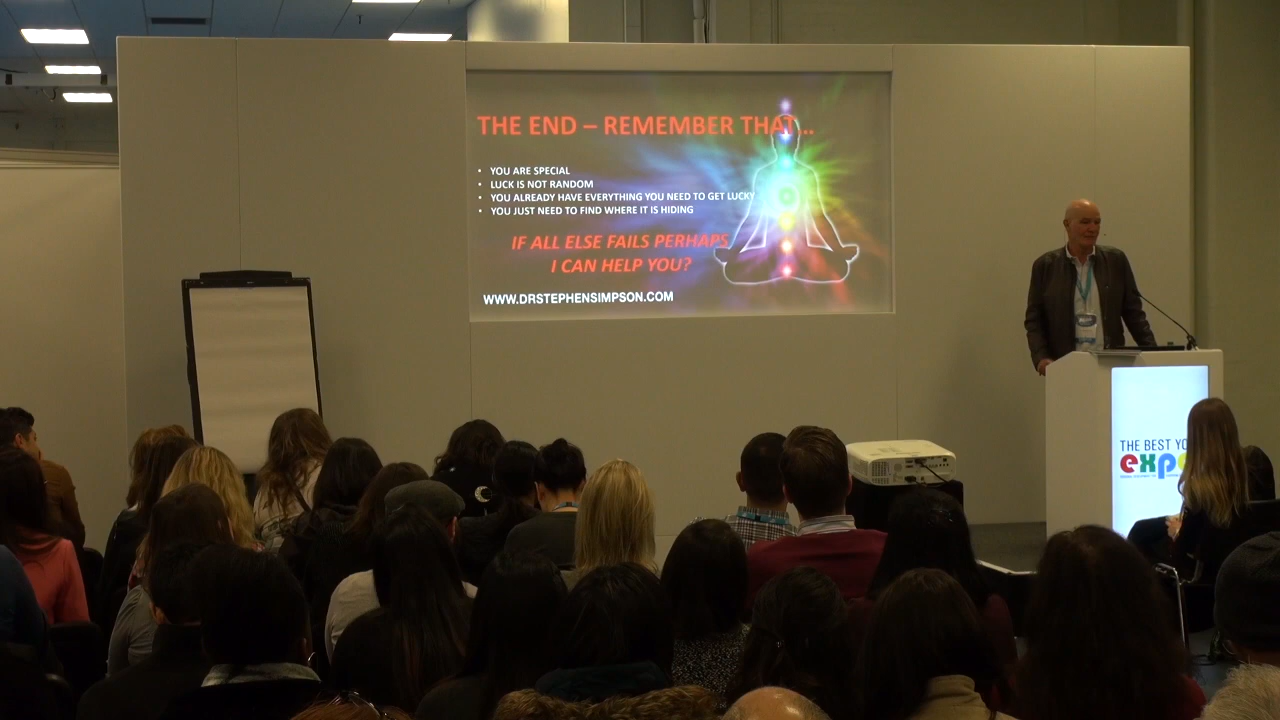 THE END – REMEMBER THAT...
• YOU ARE SPECIAL
• LUCK IS NOT RANDOM
• YOU ALREADY HAVE EVERYTHING YOU NEED TO GET LUCKY
• YOU JUST NEED TO FIND WHERE IT IS HIDING
IF ALL ELSE FAILS PERHAPS
I CAN HELP YOU?
WWW.DRSTEPHENSIMPSON.COM
THE BEST YO
expo